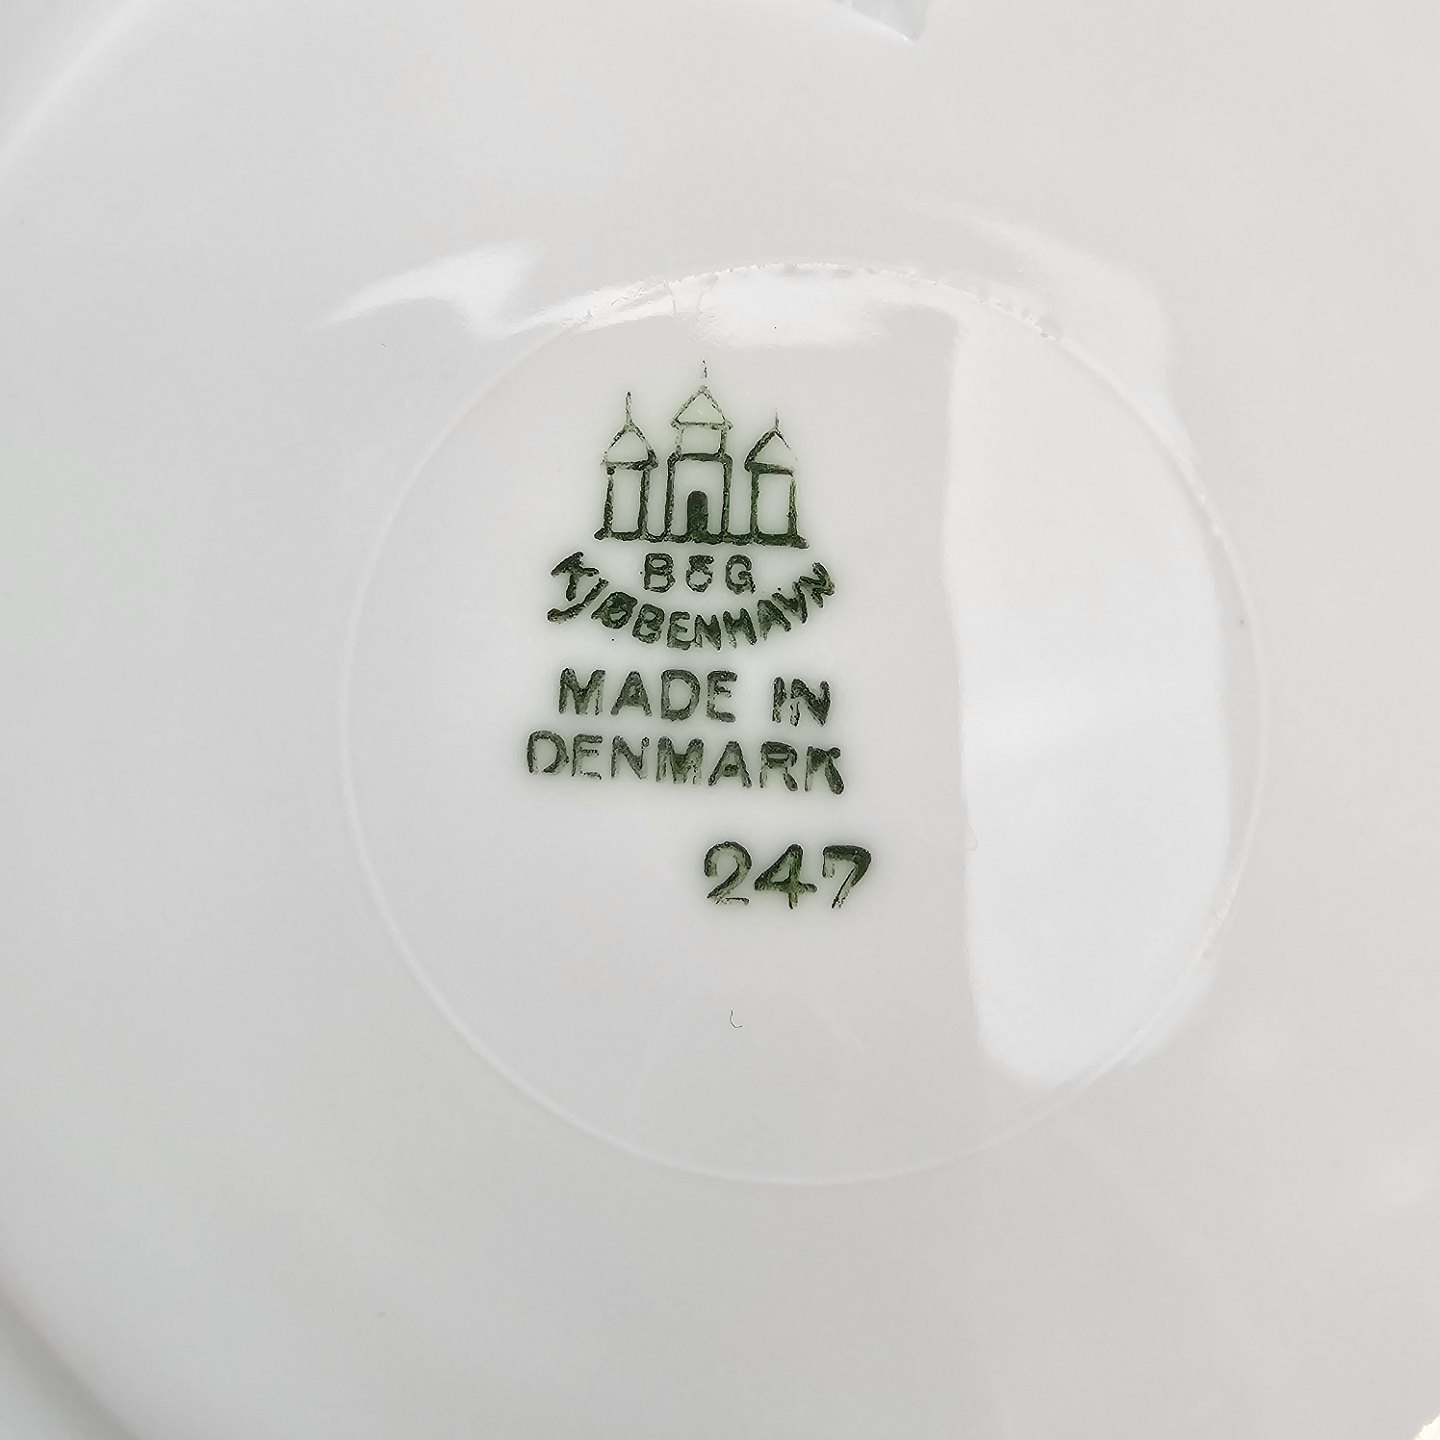 B&G
KJØBENHAVN
MADE IN
DENMARK
247